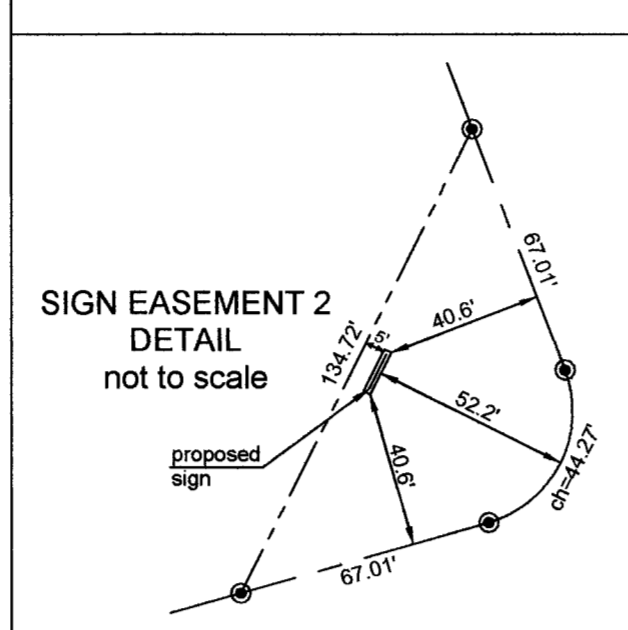 67.01'
SIGN EASEMENT 2
DETAIL
not to scale
40.6'
5'
134.72'
52.2'
proposed
sign
40.6'
ch=44.27'
67.01'